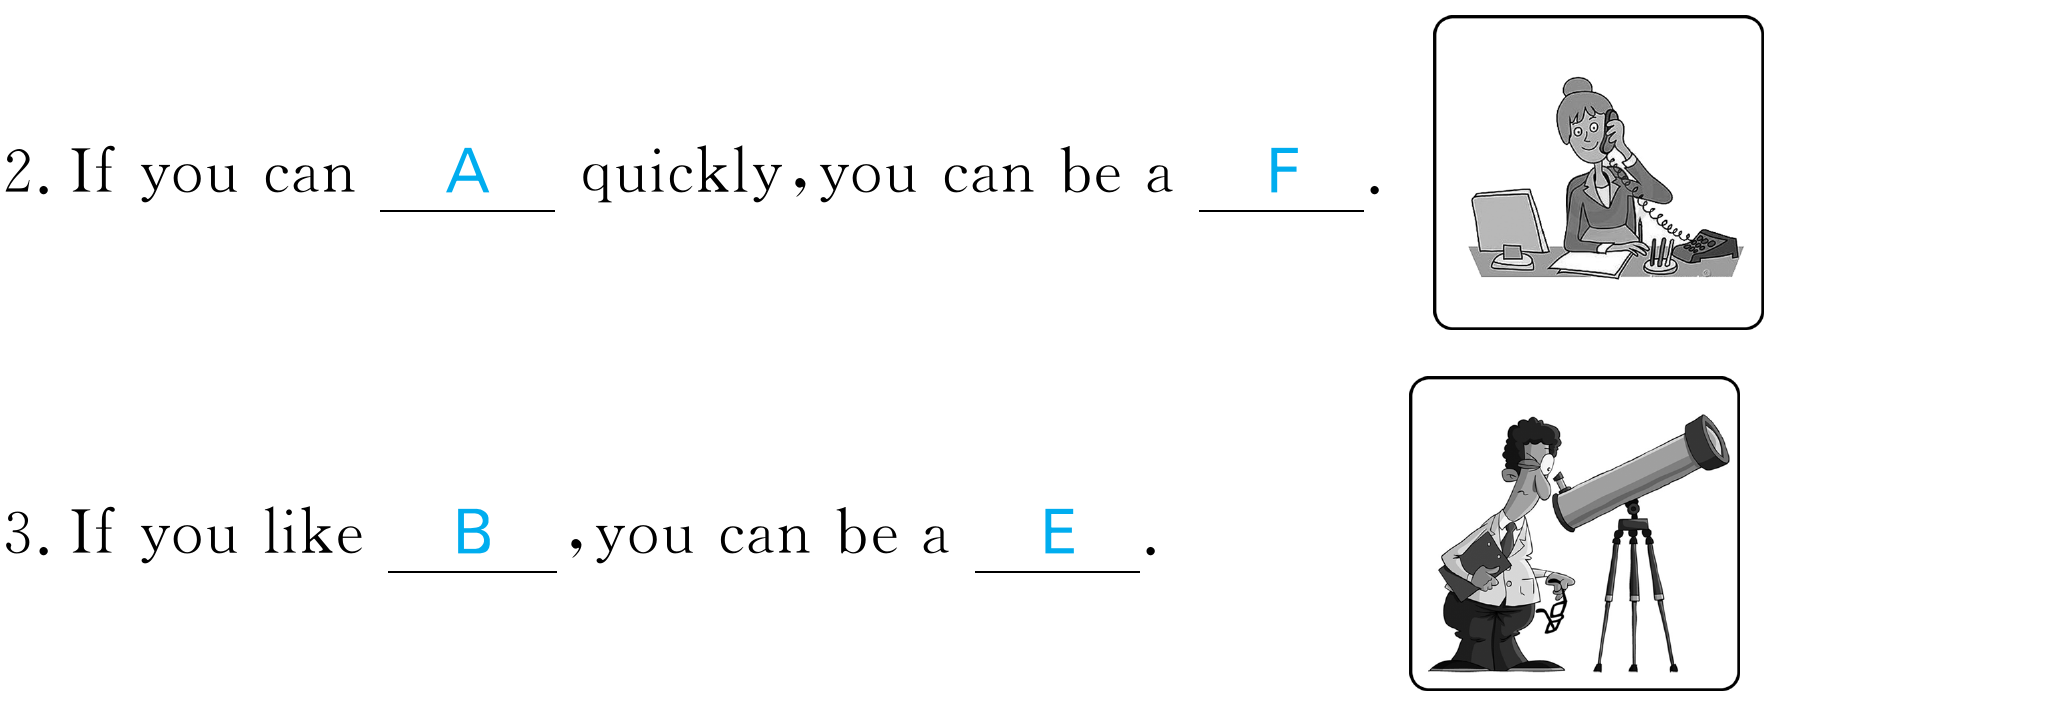 2. If you can A quickly, you can be a F.
3. If you like B, you can be a E.